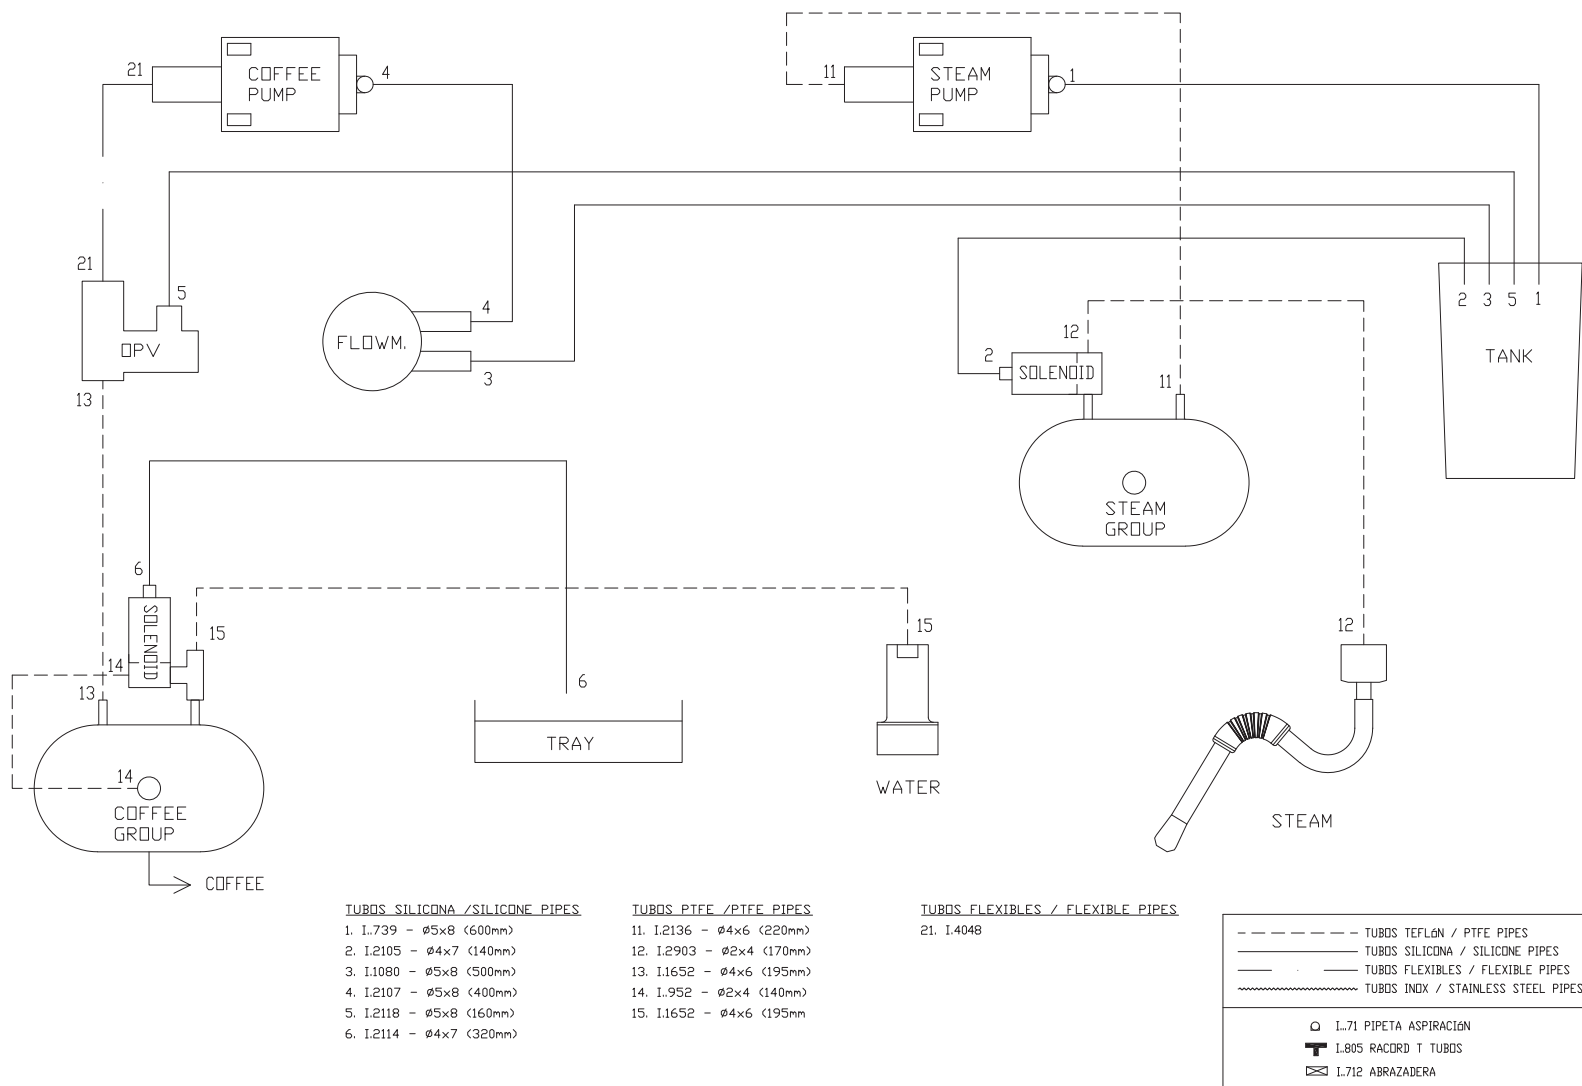 21
COFFEE
PUMP
4
11
STEAM
PUMP
1
21
5
OPV
13
FLOWM.
4
3
2
12
SOLENOID
11
STEAM
GROUP
2 3 5 1
TANK
6
SOLENOID
15
14
13
14
COFFEE
GROUP
COFFEE
6
TRAY
15
WATER
12
STEAM
TUBOS SILICONA /SILICONE PIPES
1. I..739 - Ø5x8 (600mm)
2. I.2105 - Ø4x7 (140mm)
3. I.1080 - Ø5x8 (500mm)
4. I.2107 - Ø5x8 (400mm)
5. I.2118 - Ø5x8 (160mm)
6. I.2114 - Ø4x7 (320mm)
TUBOS PTFE /PTFE PIPES
11. I.2136 - Ø4x6 (220mm)
12. I.2903 - Ø2x4 (170mm)
13. I.1652 - Ø4x6 (195mm)
14. I..952 - Ø2x4 (140mm)
15. I.1652 - Ø4x6 (195mm
TUBOS FLEXIBLES / FLEXIBLE PIPES
21. I.4048
TUBOS TEFLóN / PTFE PIPES
TUBOS SILICONA / SILICONE PIPES
TUBOS FLEXIBLES / FLEXIBLE PIPES
TUBOS INOX / STAINLESS STEEL PIPES
I...71 PIPETA ASPIRACIóN
I..805 RACORD T TUBOS
I..712 ABRAZADERA